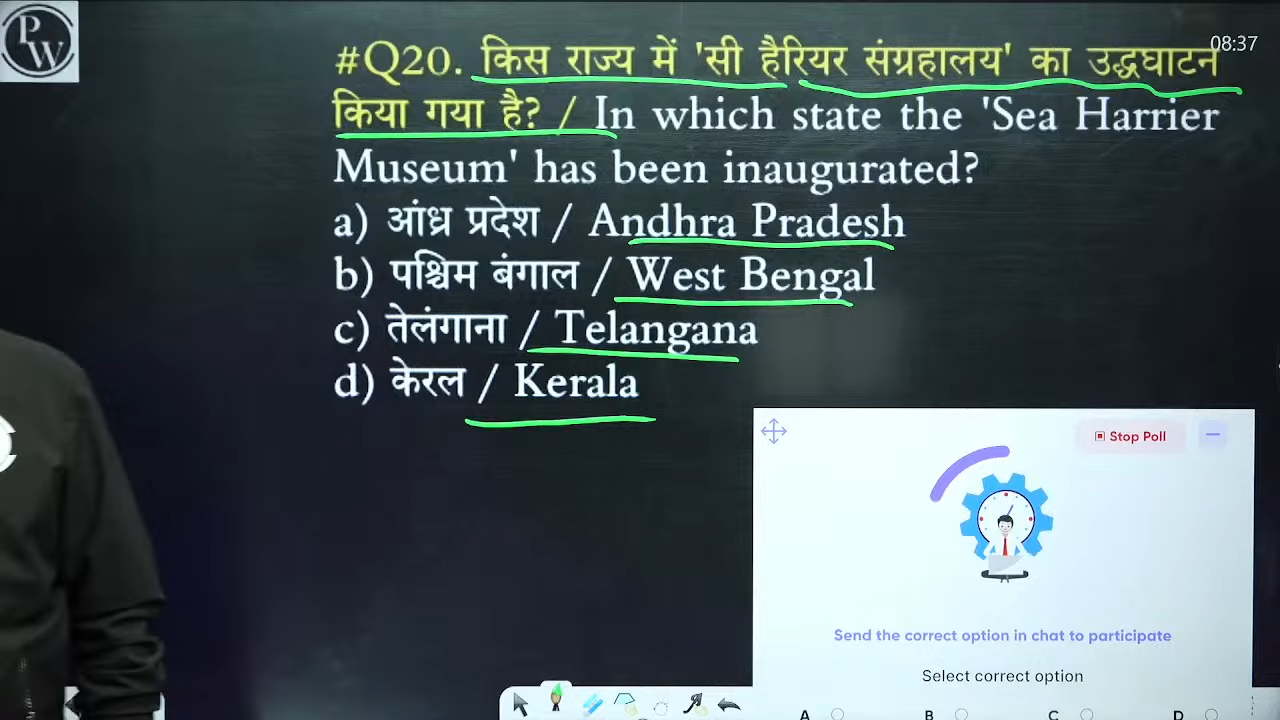 PW
08:37
#Q20. किस राज्य में 'सी हैरियर संग्रहालय' का उद्धघाटन
किया गया है? / In which state the 'Sea Harrier
Museum' has been inaugurated?
a) आंध्र प्रदेश / Andhra Pradesh
b) पश्चिम बंगाल / West Bengal
c) तेलंगाना / Telangana
d) केरल / Kerala
Stop Poll
Send the correct option in chat to participate
Select correct option
A B C D